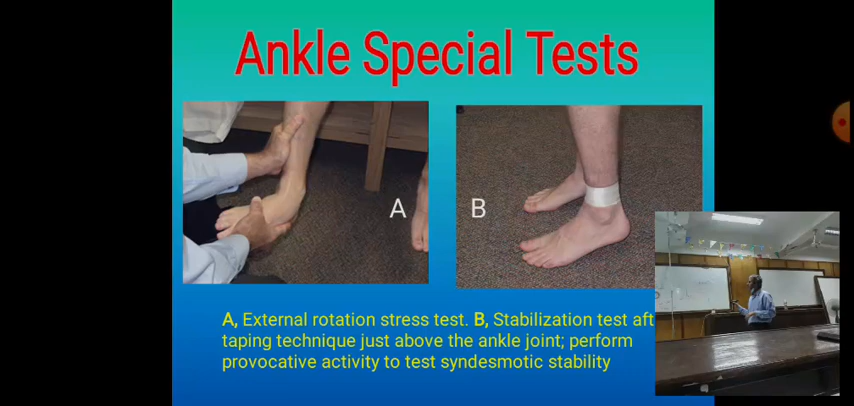 Ankle Special Tests
A
B
A, External rotation stress test. B, Stabilization test aft
taping technique just above the ankle joint; perform
provocative activity to test syndesmotic stability